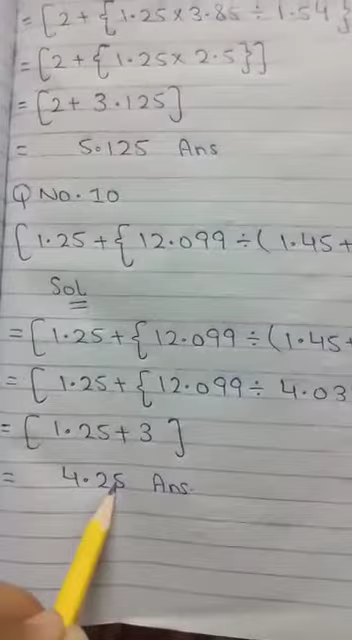 = [2 + {1.25 × 3.85 ÷ 1.54}
= [2 + {1.25 × 2.5}]
= [2 + 3.125]
= 5.125 Ans
Q No. 10
[1.25 + { 12.099 ÷ ( 1.45 +
Sol
= [1.25 + { 12.099 ÷ (1.45 +
= [ 1.25 + {12.099 ÷ 4.03
= [ 1.25 + 3 ]
= 4.25 Ans.